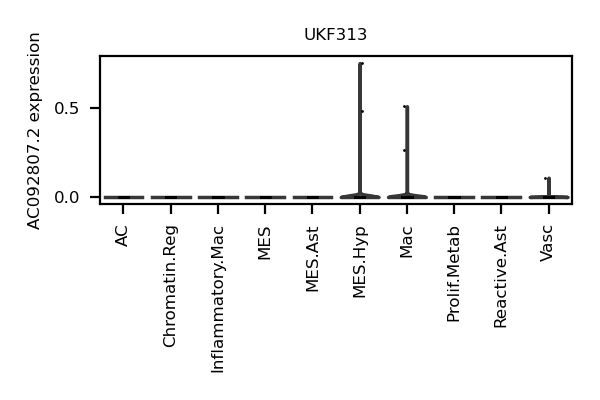 UKF313
AC092807.2 expression
0.5
0.0
AC
Chromatin.Reg
Inflammatory.Mac
MES
MES.Ast
MES.Hyp
Mac
Prolif.Metab
Reactive.Ast
Vasc